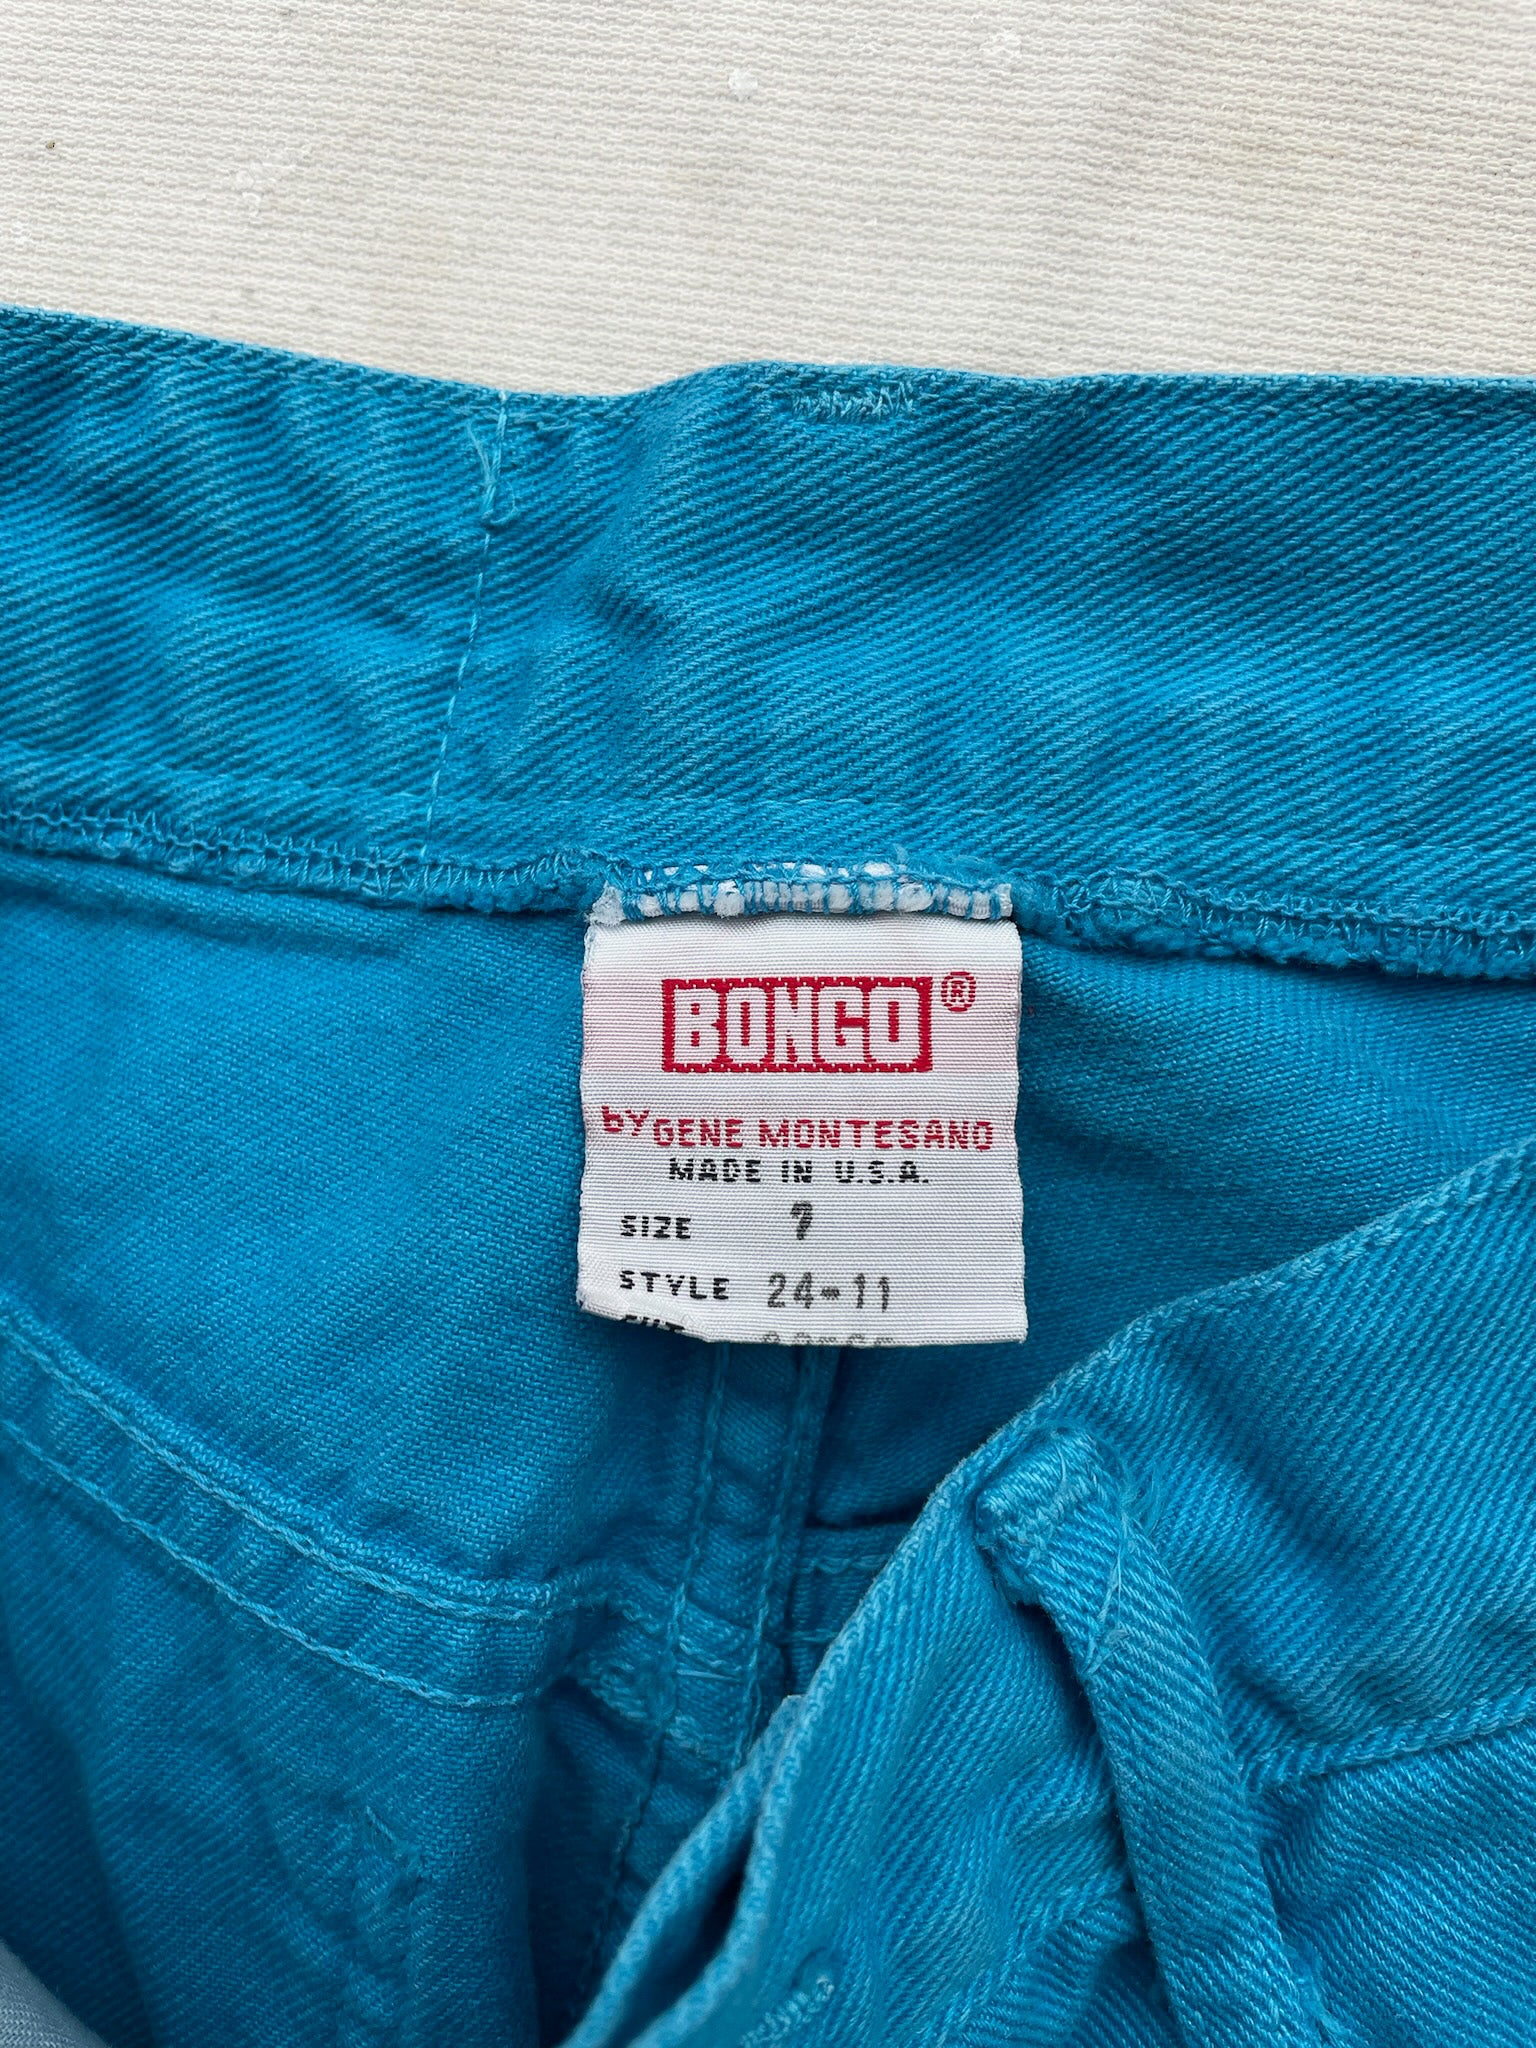 BONGO®
by GENE MONTESANO
MADE IN U.S.A.
SIZE 7
STYLE 24-11